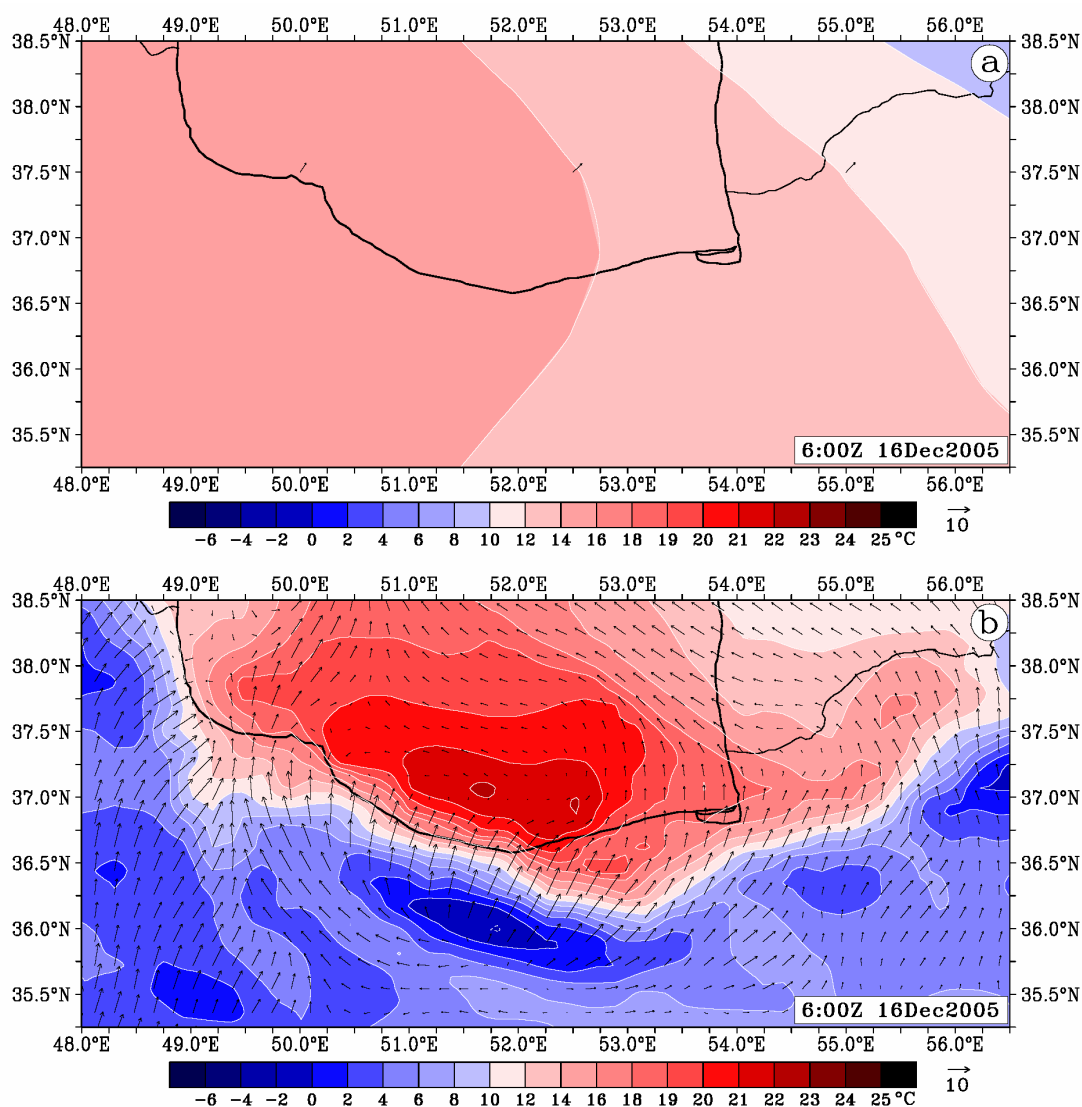 48.0°E 49.0°E 50.0°E 51.0°E 52.0°E 53.0°E 54.0°E 55.0°E 56.0°E
38.5°N 38.5°N
a
38.0°N 38.0°N
37.5°N 37.5°N
37.0°N 37.0°N
36.5°N 36.5°N
36.0°N 36.0°N
35.5°N 35.5°N
6:00Z 16Dec2005
48.0°E 49.0°E 50.0°E 51.0°E 52.0°E 53.0°E 54.0°E 55.0°E 56.0°E
-6 -4 -2 0 2 4 6 8 10 12 14 16 18 19 20 21 22 23 24 25°C
10
48.0°E 49.0°E 50.0°E 51.0°E 52.0°E 53.0°E 54.0°E 55.0°E 56.0°E
38.5°N 38.5°N
b
38.0°N 38.0°N
37.5°N 37.5°N
37.0°N 37.0°N
36.5°N 36.5°N
36.0°N 36.0°N
35.5°N 35.5°N
6:00Z 16Dec2005
48.0°E 49.0°E 50.0°E 51.0°E 52.0°E 53.0°E 54.0°E 55.0°E 56.0°E
-6 -4 -2 0 2 4 6 8 10 12 14 16 18 19 20 21 22 23 24 25°C
10